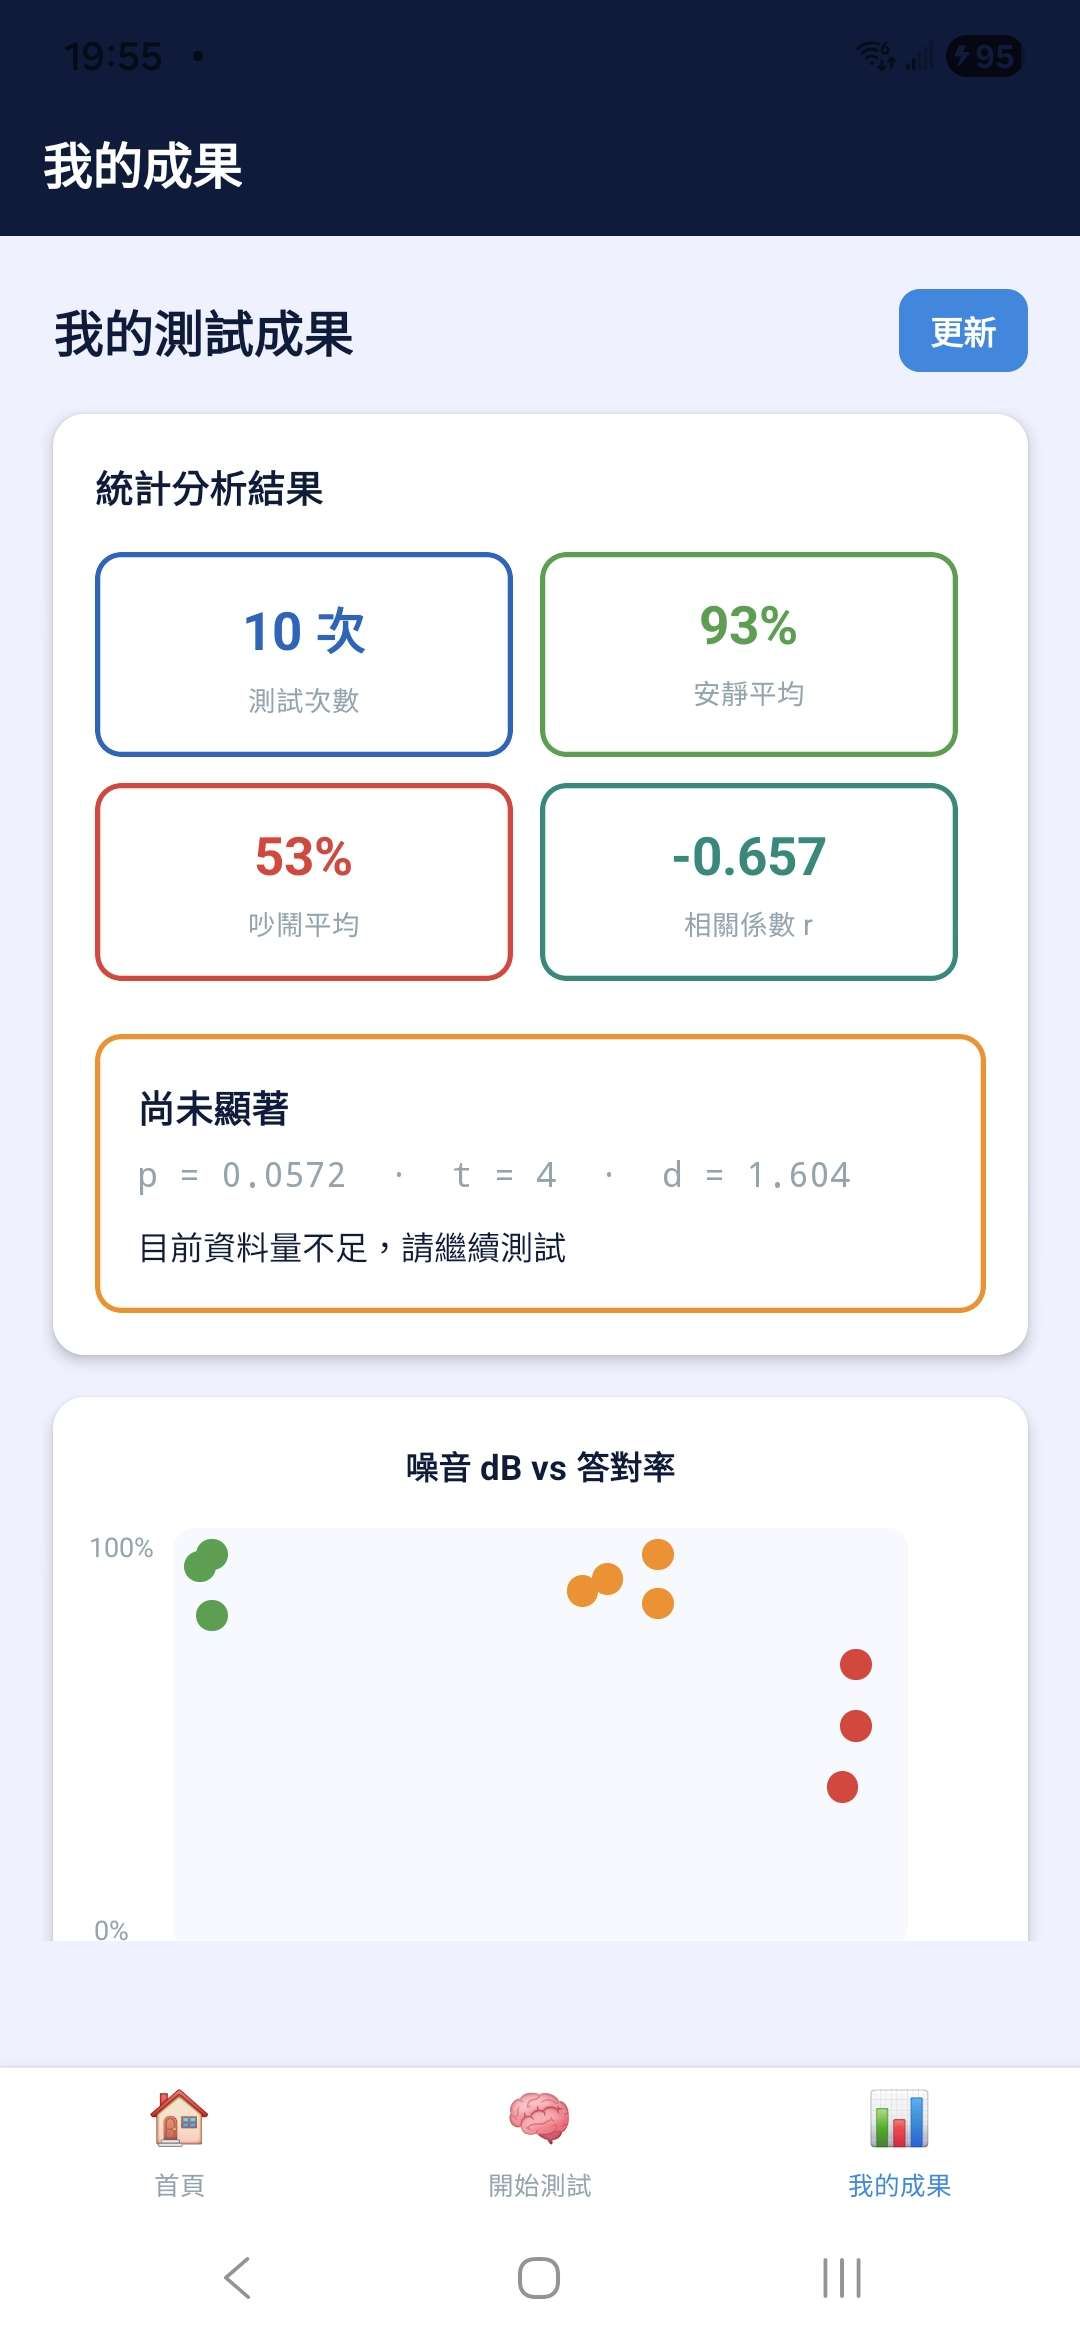 19:55
6
95
我的成果
我的測試成果
更新
統計分析結果
10 次
測試次數
93%
安靜平均
53%
吵鬧平均
-0.657
相關係數 r
尚未顯著
p = 0.0572 · t = 4 · d = 1.604
目前資料量不足，請繼續測試
噪音 dB vs 答對率
100%
0%
首頁
開始測試
我的成果